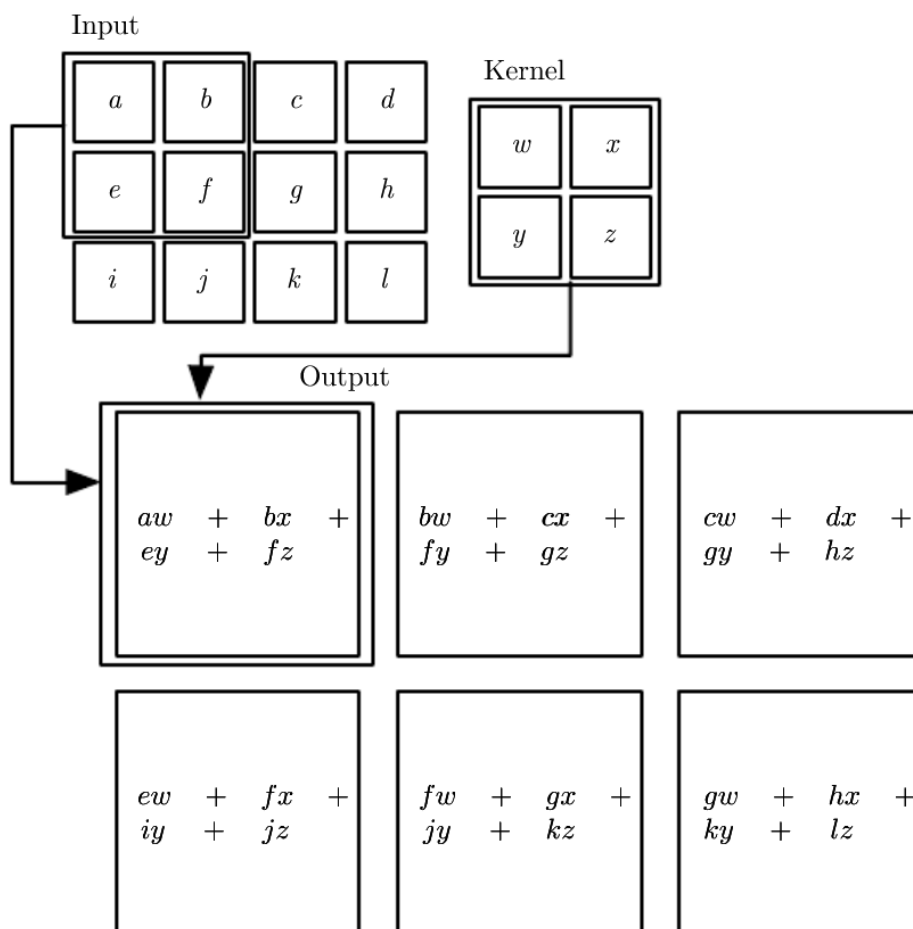 Input
a b c d
e f g h
i j k l
Kernel
w x
y z
Output
aw + bx +
ey + fz
bw + cx +
fy + gz
cw + dx +
gy + hz
ew + fx +
iy + jz
fw + gx +
jy + kz
gw + hx +
ky + lz